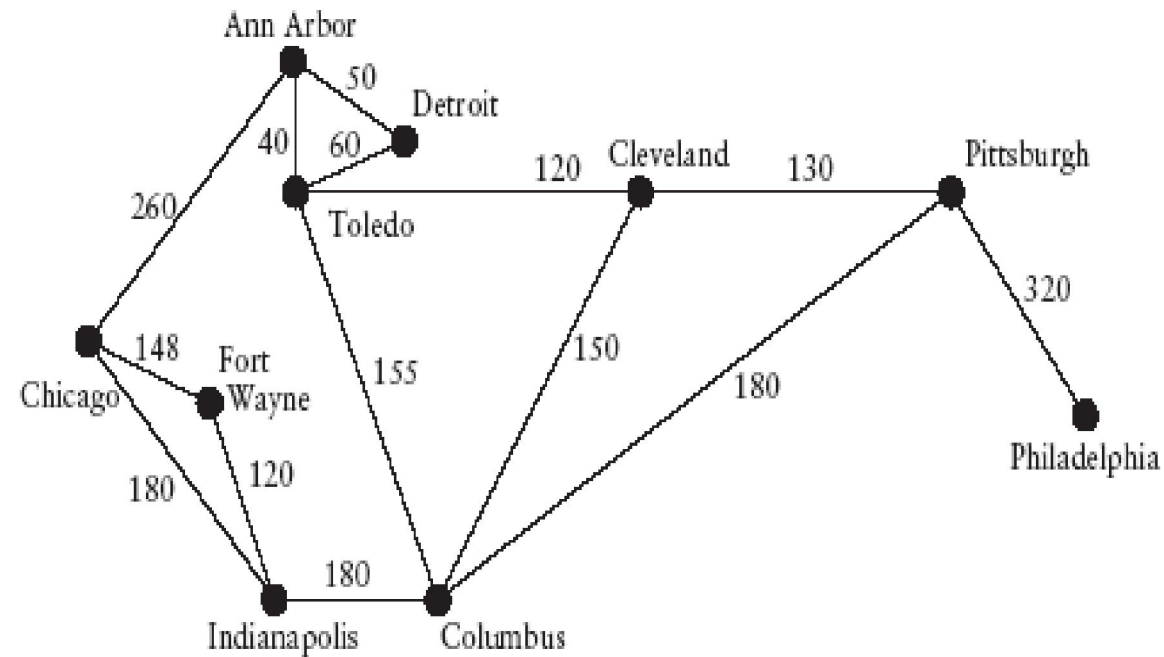 Ann Arbor
50
Detroit
40
60
120
Cleveland
130
Pittsburgh
260
Toledo
320
148
Fort
Wayne
Chicago
155
150
180
Philadelphia
180
120
180
Indianapolis
Columbus